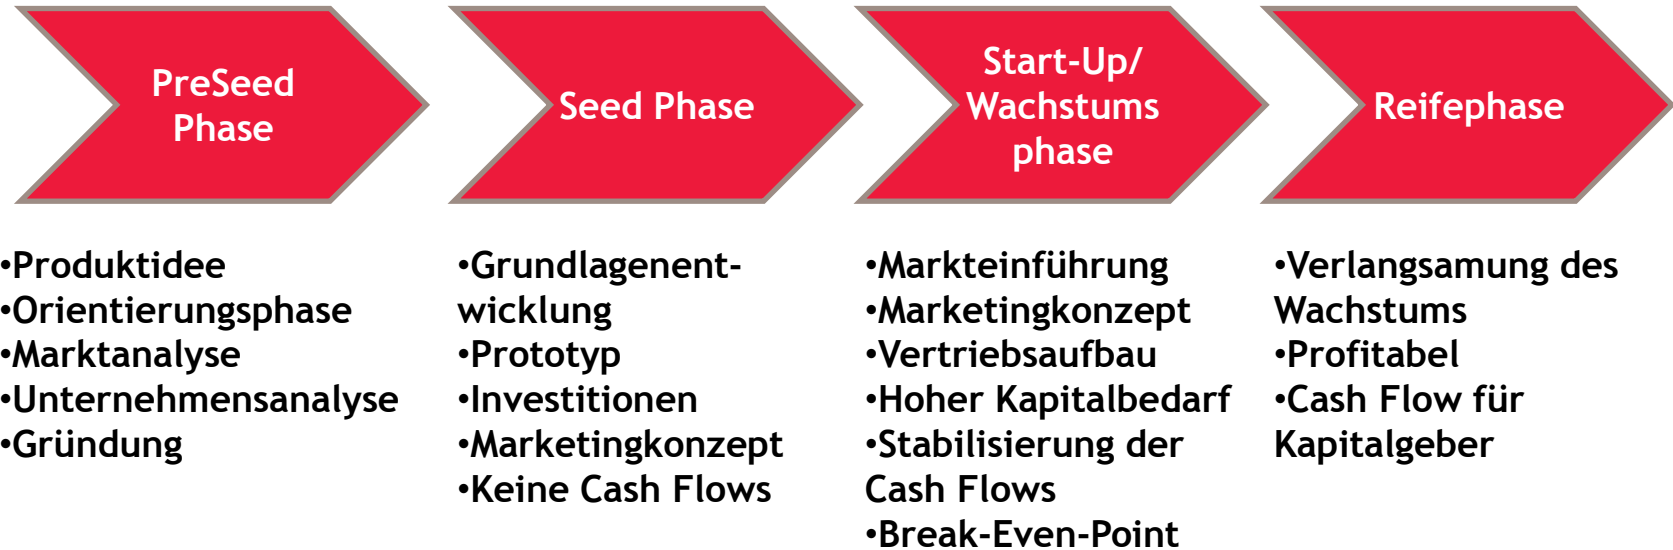 PreSeed
Phase
Seed Phase
Start-Up/
Wachstums
phase
Reifephase
•Produktidee
•Orientierungsphase
•Marktanalyse
•Unternehmensanalyse
•Gründung
•Grundlagenent-
wicklung
•Prototyp
•Investitionen
•Marketingkonzept
•Keine Cash Flows
•Markteinführung
•Marketingkonzept
•Vertriebsaufbau
•Hoher Kapitalbedarf
•Stabilisierung der
Cash Flows
•Break-Even-Point
•Verlangsamung des
Wachstums
•Profitabel
•Cash Flow für
Kapitalgeber